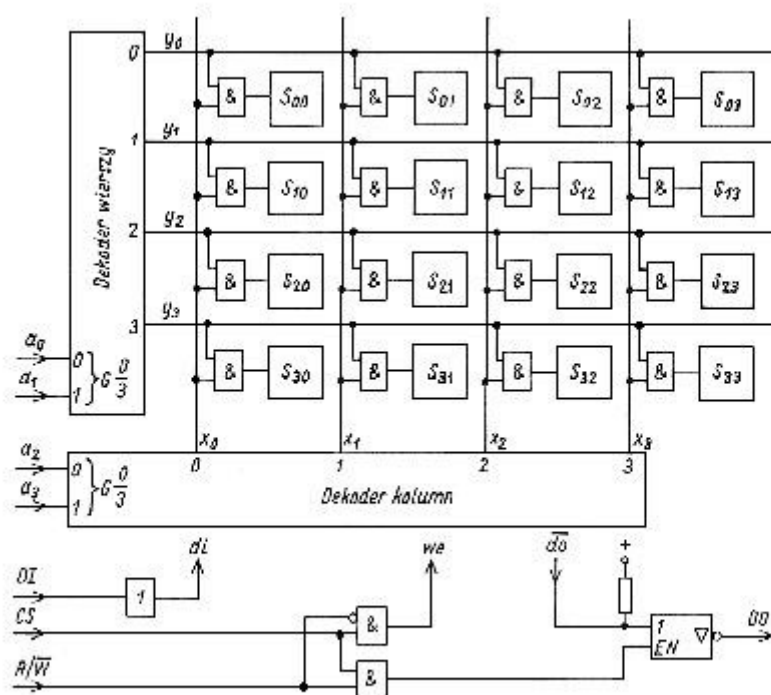 0 y₀
& S₀₀ & S₀₁ & S₀₂ & S₀₃
1 y₁
& S₁₀ & S₁₁ & S₁₂ & S₁₃
Dekoder wierszy
2 y₂
& S₂₀ & S₂₁ & S₂₂ & S₂₃
3 y₃
& S₃₀ & S₃₁ & S₃₂ & S₃₃
a₀ 0
a₁ 1
} G 0/3
x₀ x₁ x₂ x₃
0 1 2 3
a₂ 0
a₃ 1
} G 0/3
Dekoder kolumn
di we d̅o̅ +
DI 1
CS &
1 ▽ DO
EN
R/W̅ &